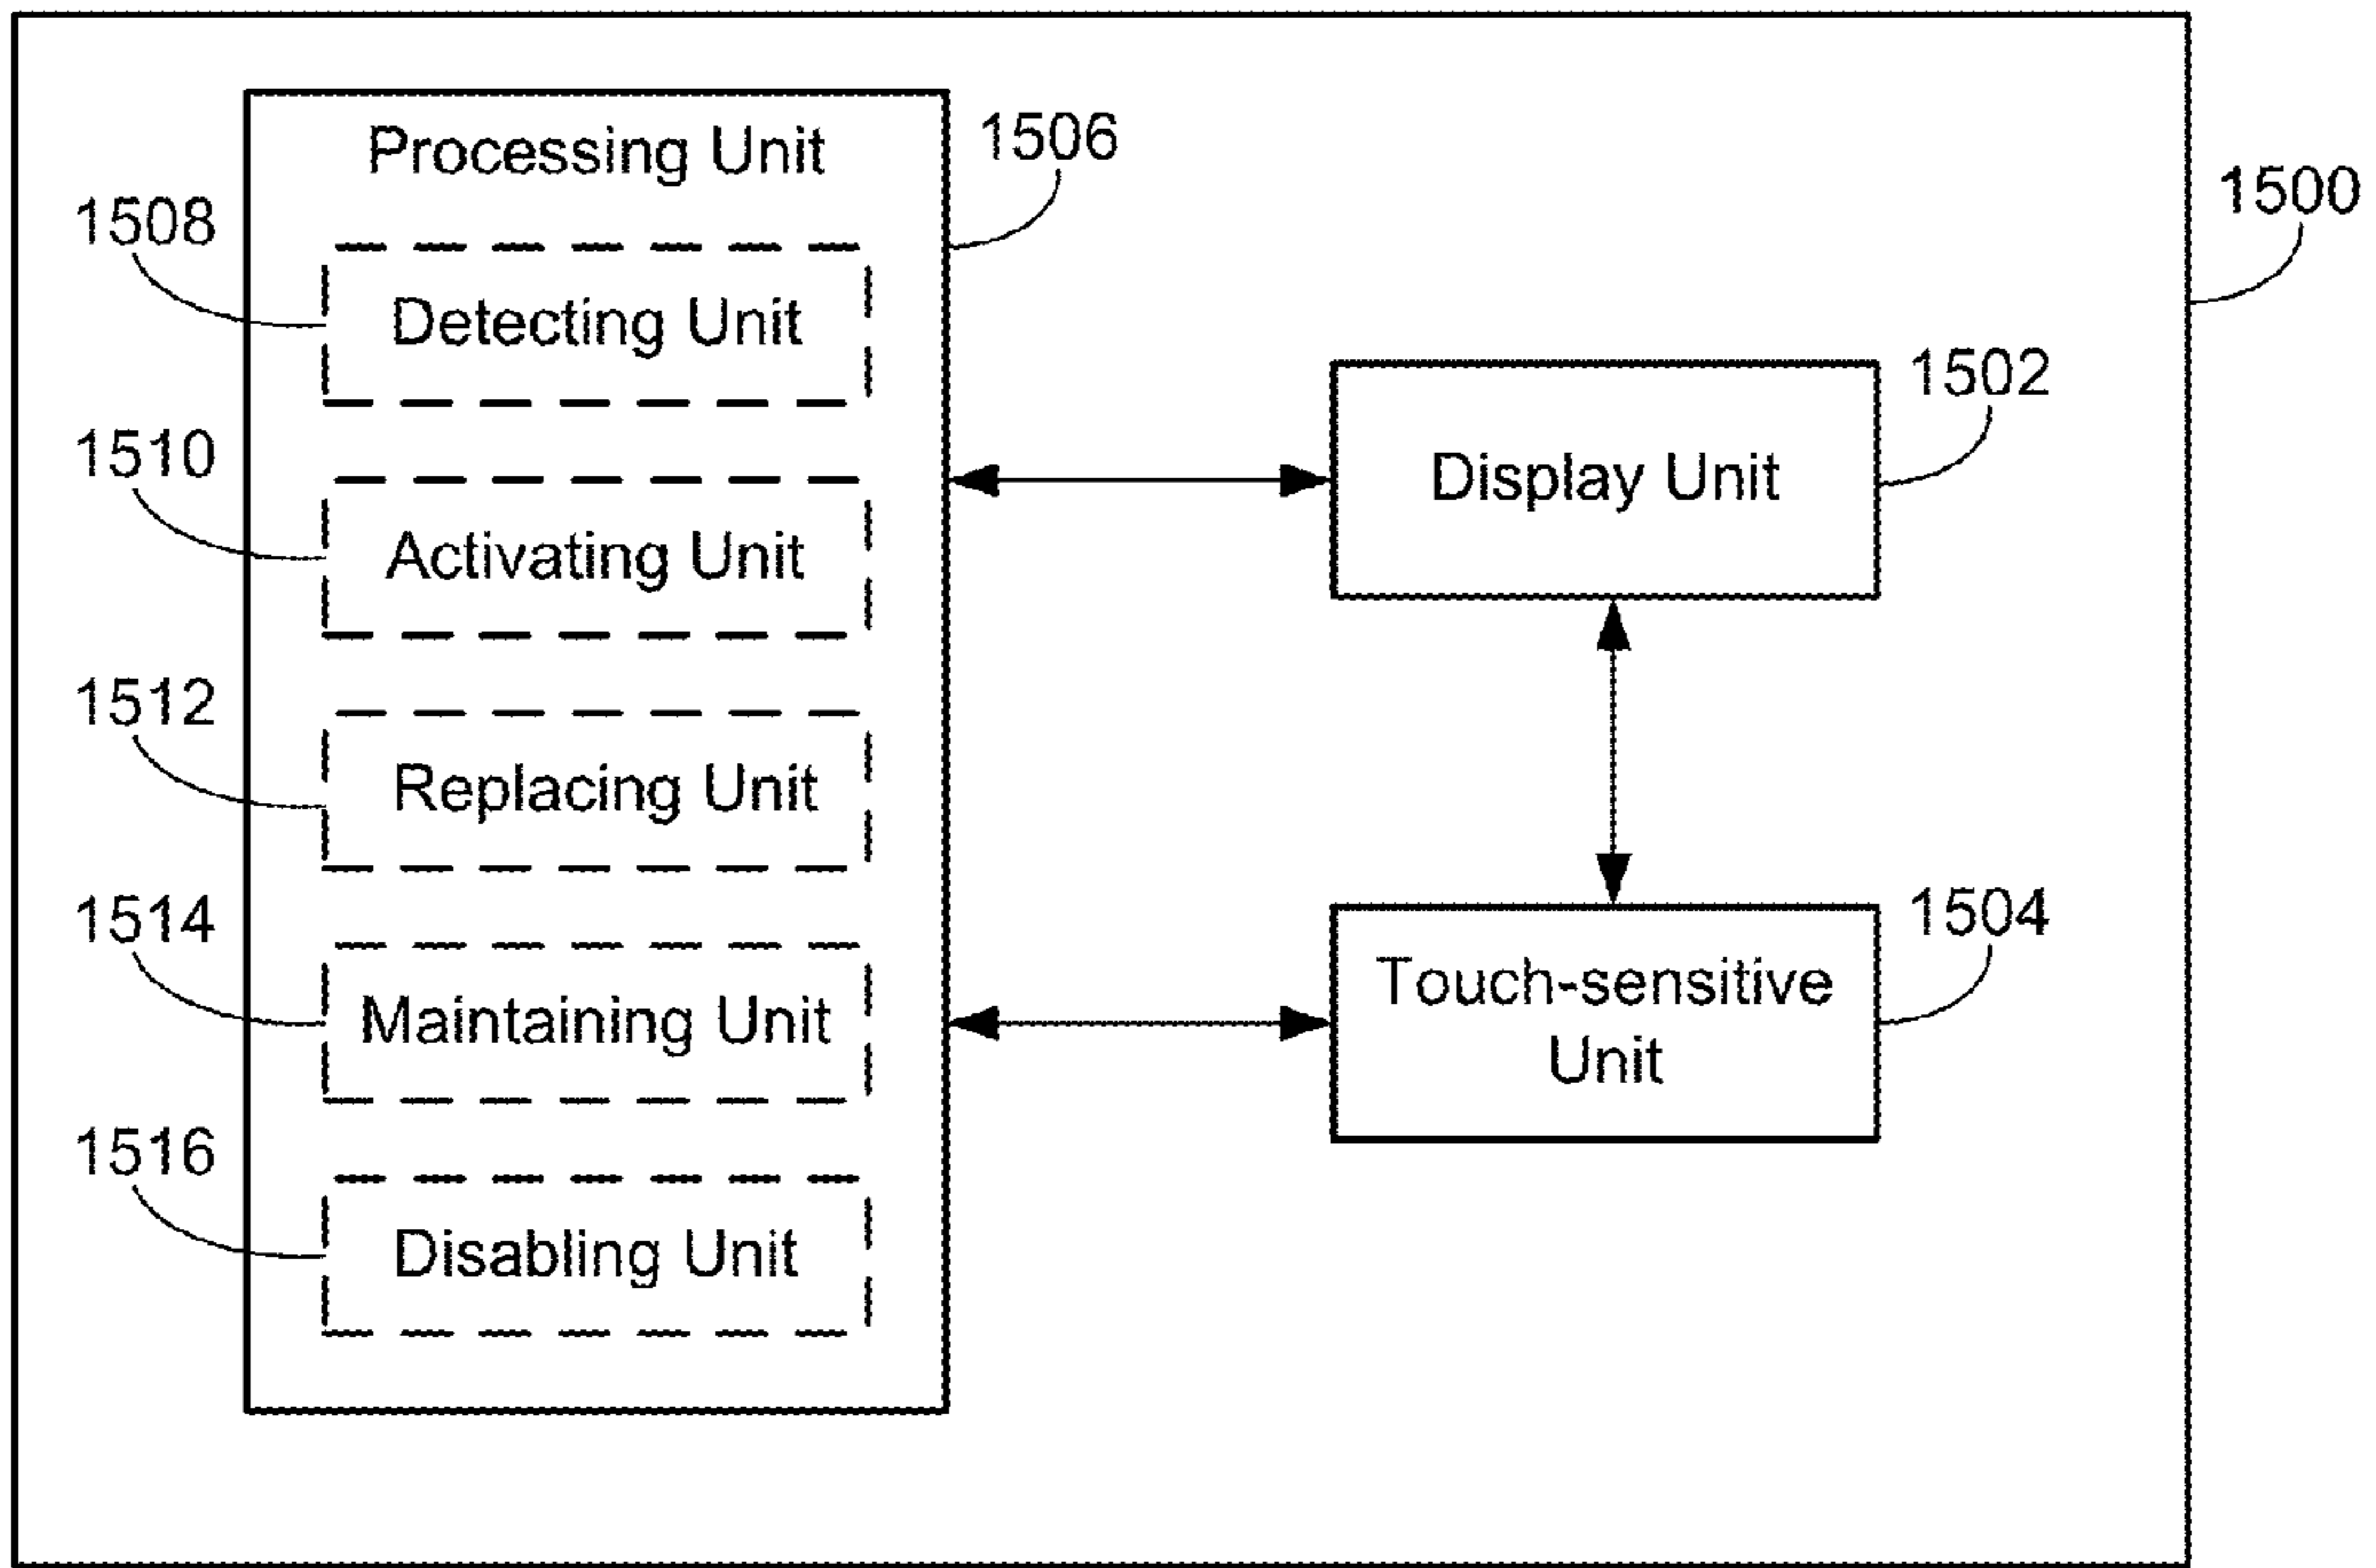 Processing Unit
1506
1500
1508
Detecting Unit
1502
Display Unit
1510
Activating Unit
1512
Replacing Unit
1514
Maintaining Unit
1504
Touch-sensitive
Unit
1516
Disabling Unit